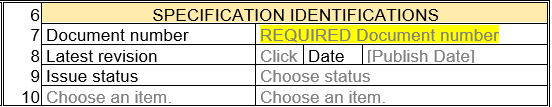 6 SPECIFICATION IDENTIFICATIONS
7 Document number REQUIRED Document number
8 Latest revision Click Date [Publish Date]
9 Issue status Choose status
10 Choose an item. Choose an item.